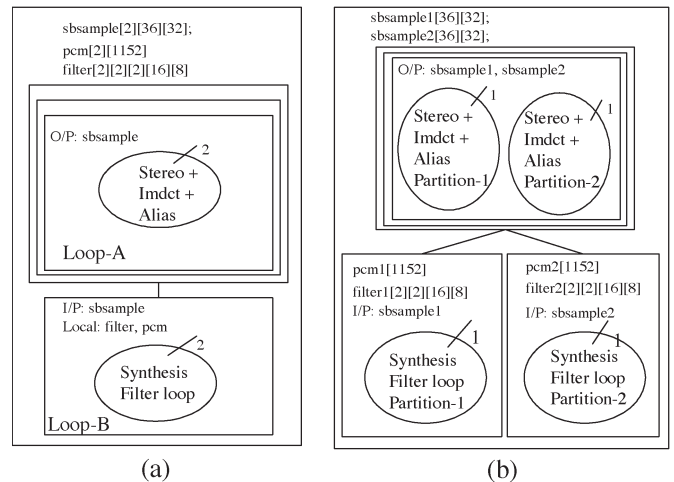 sbsample[2][36][32];
pcm[2][1152]
filter[2][2][2][16][8]
O/P: sbsample
2
Stereo +
Imdct +
Alias
Loop-A
I/P: sbsample
Local: filter, pcm
2
Synthesis
Filter loop
Loop-B
(a)
sbsample1[36][32];
sbsample2[36][32];
O/P: sbsample1, sbsample2
1
Stereo +
Imdct +
Alias
Partition-1
1
Stereo +
Imdct +
Alias
Partition-2
pcm1[1152]
filter1[2][2][16][8]
I/P: sbsample1
1
Synthesis
Filter loop
Partition-1
pcm2[1152]
filter2[2][2][16][8]
I/P: sbsample2
1
Synthesis
Filter loop
Partition-2
(b)